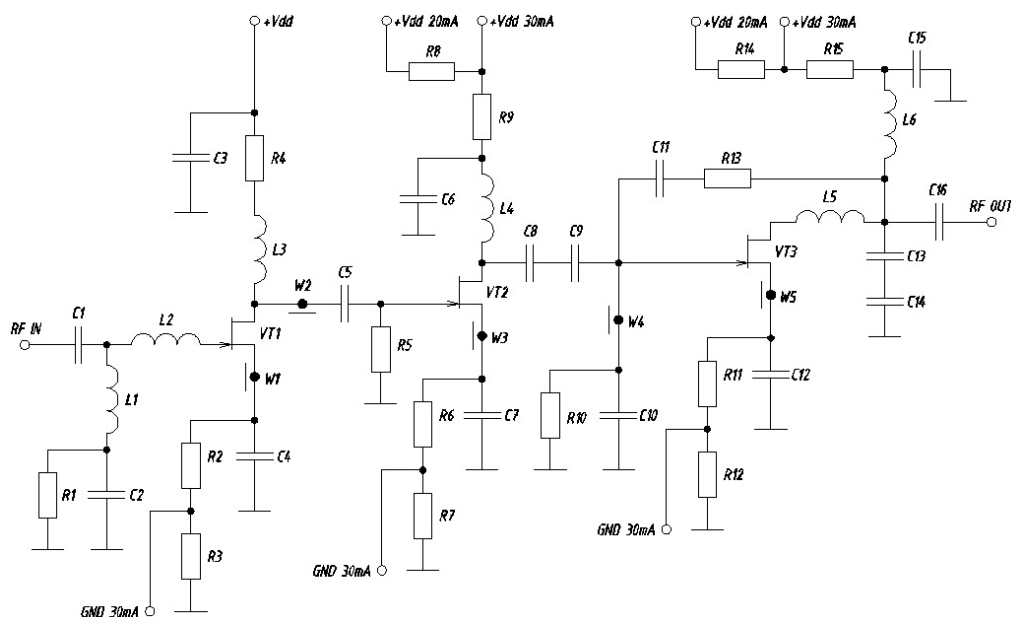 +Vdd
+Vdd 20mA
+Vdd 30mA
+Vdd 20mA
+Vdd 30mA
R8
R14
R15
C15
R9
L6
C3
R4
C11
R13
C6
L4
L5
C16
RF OUT
L3
C8
C9
W2
C5
VT2
VT3
C13
C1
L2
W5
C14
RF IN
VT1
W3
W4
R5
W1
L1
R11
C12
R6
C7
R10
C10
R2
C4
R12
R1
C2
R7
GND 30mA
R3
GND 30mA
GND 30mA